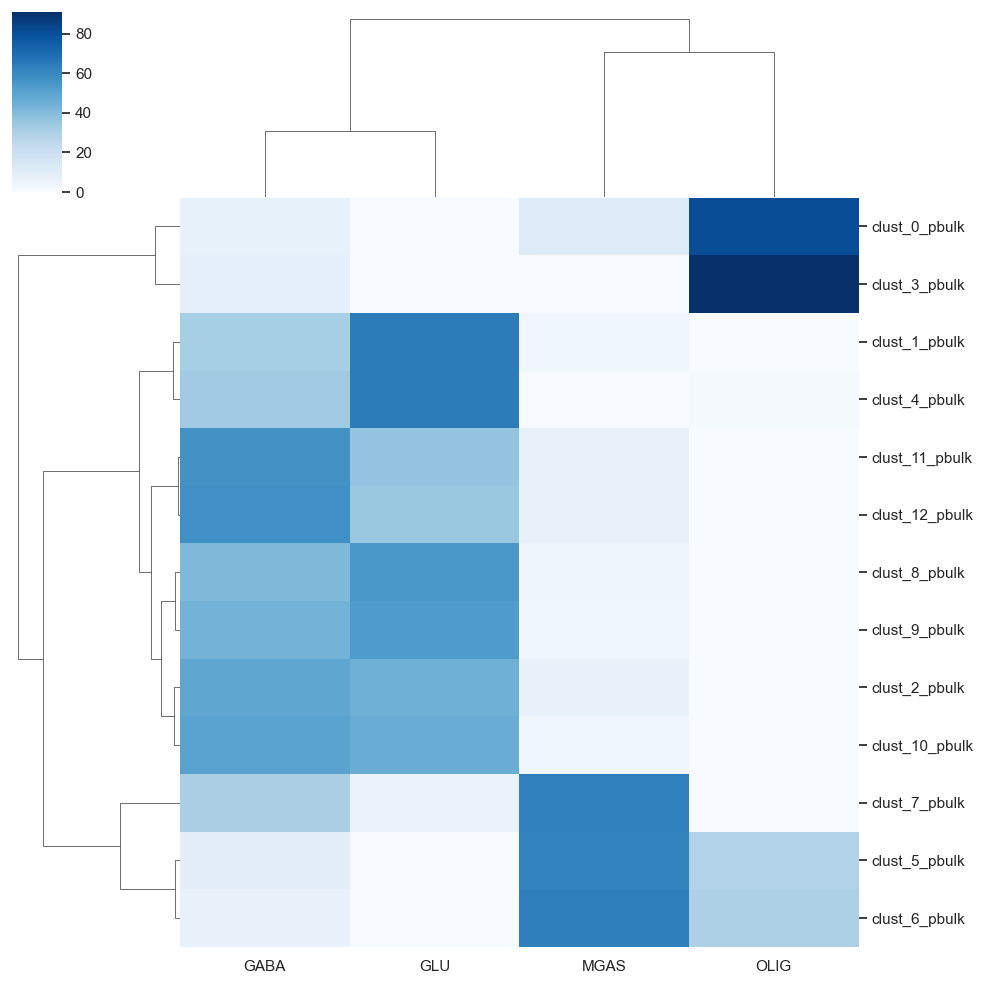 80
60
40
20
0
clust_0_pbulk
clust_3_pbulk
clust_1_pbulk
clust_4_pbulk
clust_11_pbulk
clust_12_pbulk
clust_8_pbulk
clust_9_pbulk
clust_2_pbulk
clust_10_pbulk
clust_7_pbulk
clust_5_pbulk
clust_6_pbulk
GABA GLU MGAS OLIG